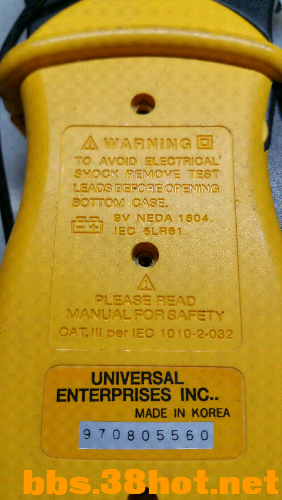 WARNING
TO AVOID ELECTRICAL
SHOCK REMOVE TEST
LEADS BEFORE OPENING
BOTTOM CASE.
9V NEDA 1604,
IEC 6LR61
PLEASE READ
MANUAL FOR SAFETY
CAT. III per IEC 1010-2-032
UNIVERSAL
ENTERPRISES INC..
MADE IN KOREA
970805560
bbs.38hot.net